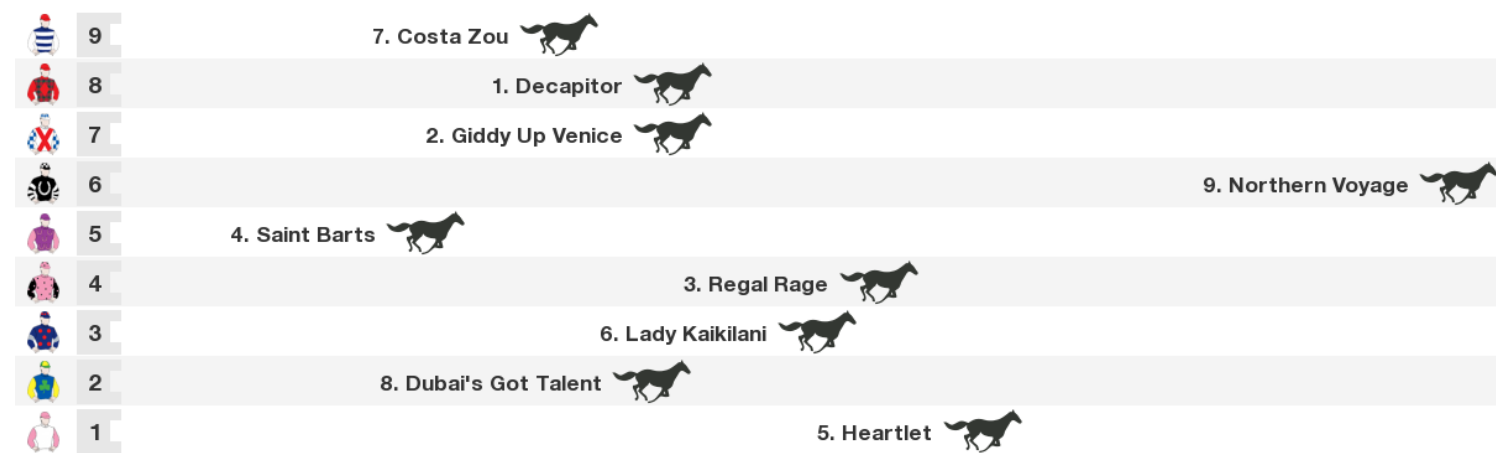 9 7. Costa Zou
8 1. Decapitor
7 2. Giddy Up Venice
6 9. Northern Voyage
5 4. Saint Barts
4 3. Regal Rage
3 6. Lady Kaikilani
2 8. Dubai's Got Talent
1 5. Heartlet